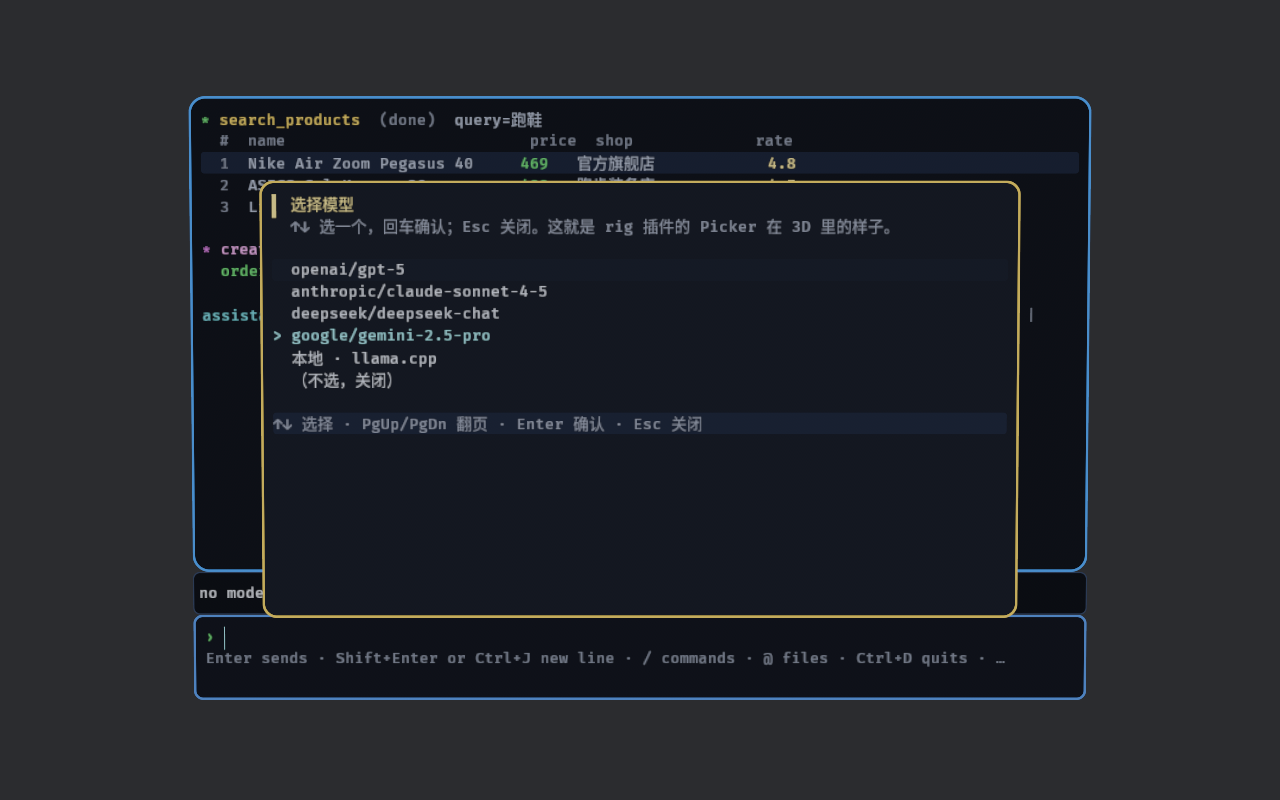 * search_products (done) query=跑鞋
# name price shop rate
1 Nike Air Zoom Pegasus 40 469 官方旗舰店 4.8
2
3 L
选择模型
↑↓ 选一个，回车确认；Esc 关闭。这就是 rig 插件的 Picker 在 3D 里的样子。
* crea
orde
openai/gpt-5
anthropic/claude-sonnet-4-5
assista
deepseek/deepseek-chat
> google/gemini-2.5-pro
本地 · llama.cpp
（不选，关闭）
↑↓ 选择 · PgUp/PgDn 翻页 · Enter 确认 · Esc 关闭
no mode
›
Enter sends · Shift+Enter or Ctrl+J new line · / commands · @ files · Ctrl+D quits · …